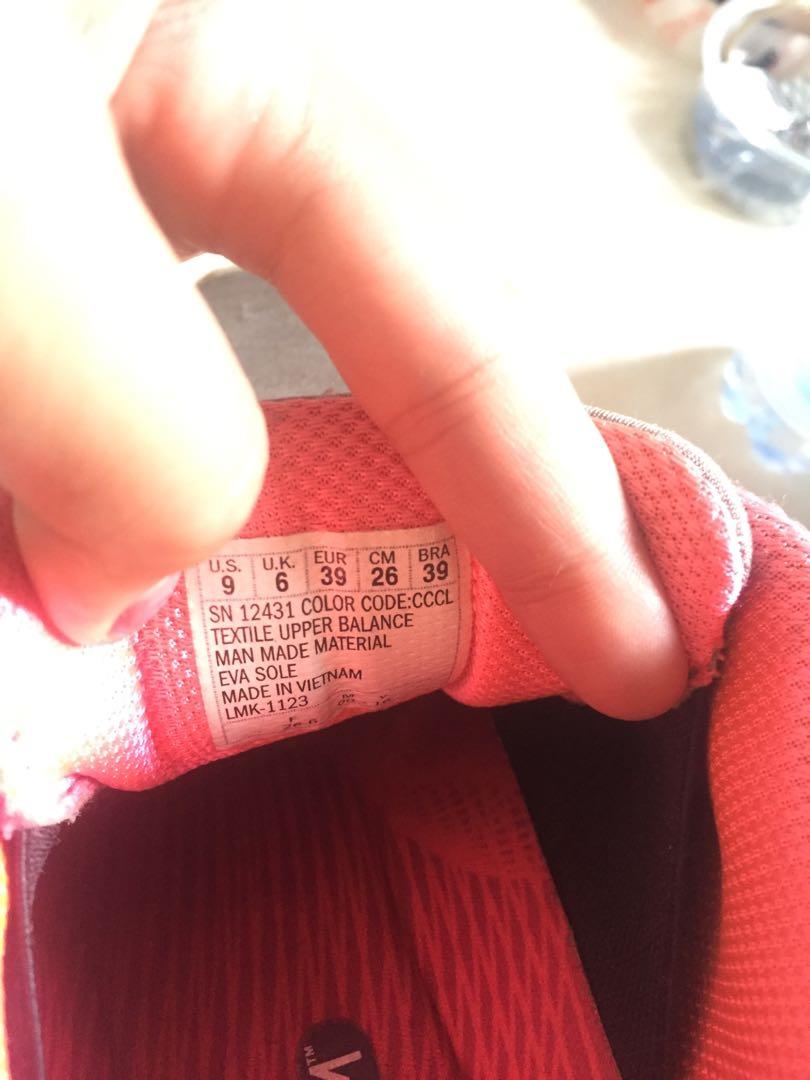 U.S. U.K. EUR CM BRA
9 6 39 26 39
SN 12431 COLOR CODE:CCCL
TEXTILE UPPER BALANCE
MAN MADE MATERIAL
EVA SOLE
MADE IN VIETNAM
LMK-1123